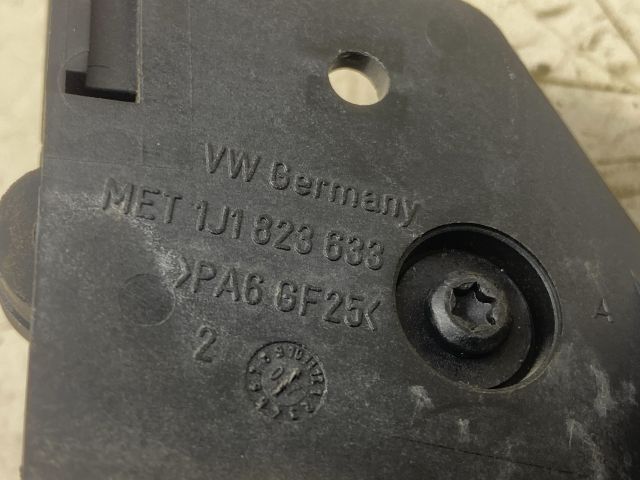 VW Germany
MET 1J1 823 633
>PA6 GF25<
2
A